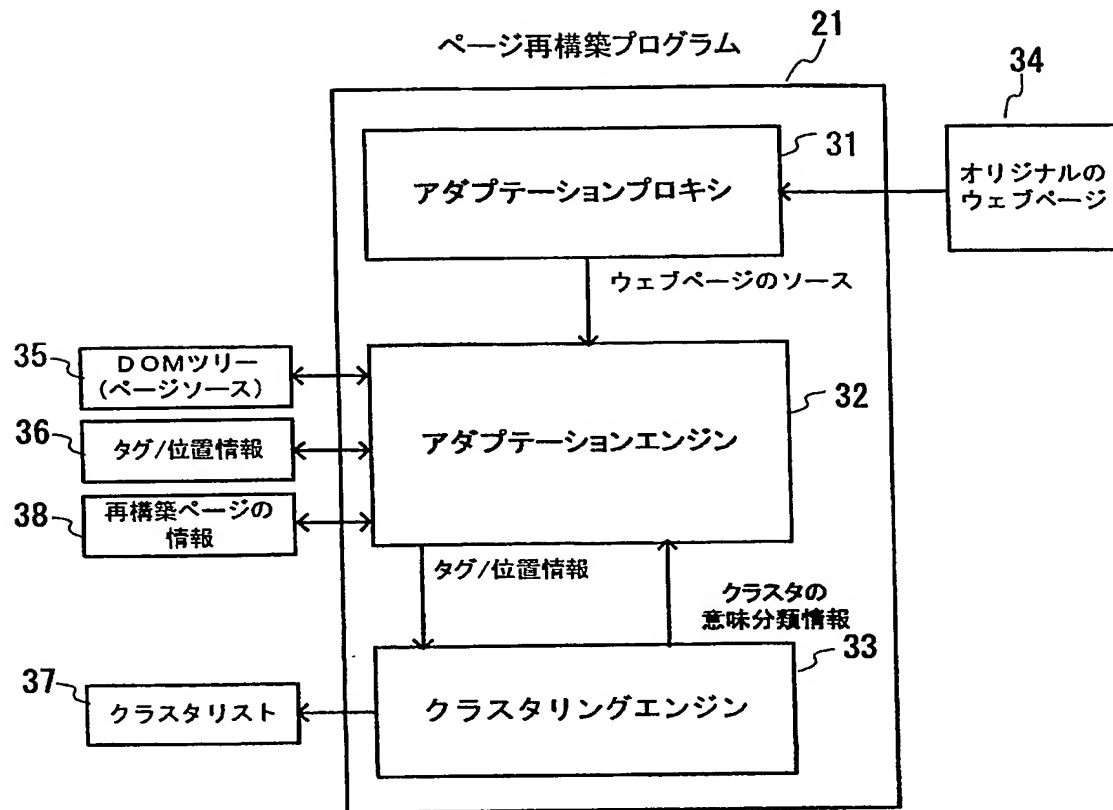 ページ再構築プログラム
21
34
31
アダプテーションプロキシ
オリジナルの
ウェブページ
ウェブページのソース
35
DOMツリー
(ページソース)
32
36
タグ/位置情報
アダプテーションエンジン
38
再構築ページの
情報
タグ/位置情報
クラスタの
意味分類情報
33
37
クラスタリスト
クラスタリングエンジン